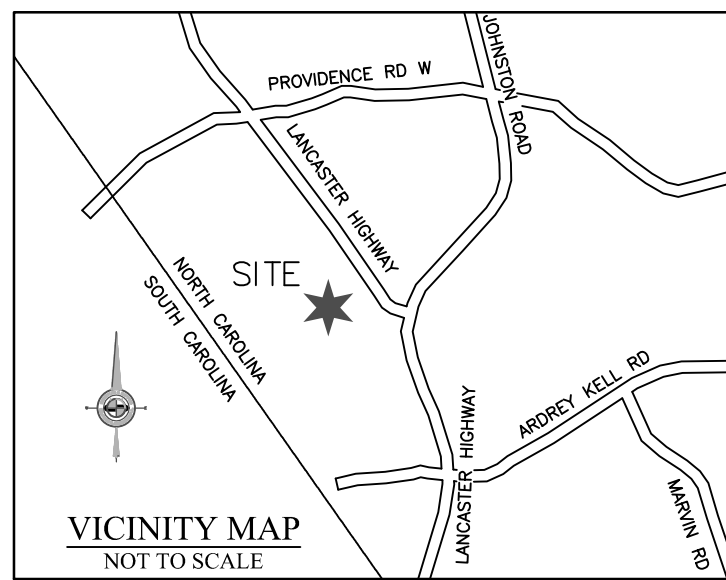 PROVIDENCE RD W
JOHNSTON ROAD
LANCASTER HIGHWAY
SITE
NORTH CAROLINA
SOUTH CAROLINA
ARDREY KELL RD
LANCASTER HIGHWAY
MARVIN RD
VICINITY MAP
NOT TO SCALE